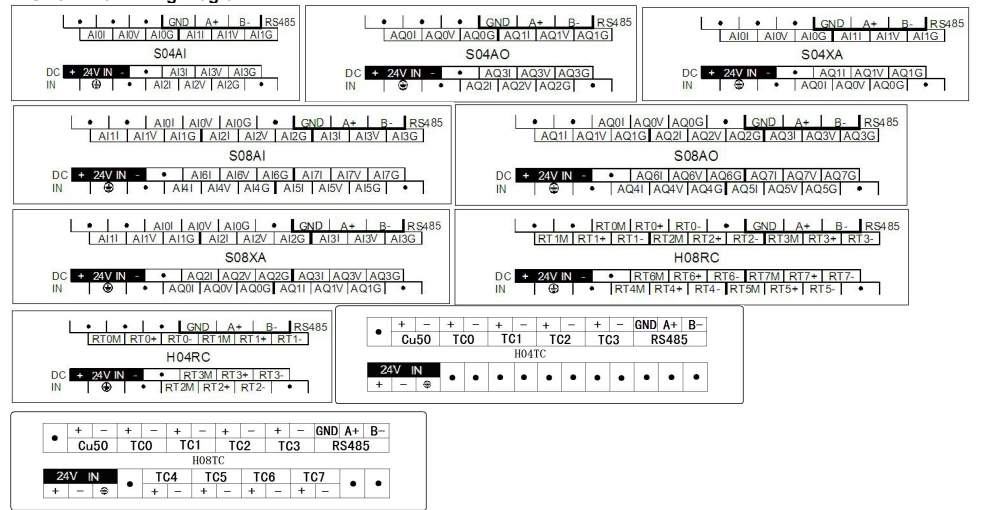 GND A+ B- RS485
AI0I AI0V AI0G AI1I AI1V AI1G
S04AI
DC + 24V IN - • AI3I AI3V AI3G
IN • AI2I AI2V AI2G •
GND A+ B- RS485
AQ0I AQ0V AQ0G AQ1I AQ1V AQ1G
S04AO
DC + 24V IN - • AQ3I AQ3V AQ3G
IN • AQ2I AQ2V AQ2G •
GND A+ B- RS485
AI0I AI0V AI0G AI1I AI1V AI1G
S04XA
DC + 24V IN - • AQ1I AQ1V AQ1G
IN • AQ0I AQ0V AQ0G •
• • AI0I AI0V AI0G • GND A+ B- RS485
AI1I AI1V AI1G AI2I AI2V AI2G AI3I AI3V AI3G
S08AI
DC + 24V IN - • AI6I AI6V AI6G AI7I AI7V AI7G
IN • AI4I AI4V AI4G AI5I AI5V AI5G •
• • AQ0I AQ0V AQ0G • GND A+ B- RS485
AQ1I AQ1V AQ1G AQ2I AQ2V AQ2G AQ3I AQ3V AQ3G
S08AO
DC + 24V IN - • AQ6I AQ6V AQ6G AQ7I AQ7V AQ7G
IN • AQ4I AQ4V AQ4G AQ5I AQ5V AQ5G •
• • AI0I AI0V AI0G • GND A+ B- RS485
AI1I AI1V AI1G AI2I AI2V AI2G AI3I AI3V AI3G
S08XA
DC + 24V IN - • AQ2I AQ2V AQ2G AQ3I AQ3V AQ3G
IN • AQ0I AQ0V AQ0G AQ1I AQ1V AQ1G •
• • RT0M RT0+ RT0- • GND A+ B- RS485
RT1M RT1+ RT1- RT2M RT2+ RT2- RT3M RT3+ RT3-
H08RC
DC + 24V IN - • RT6M RT6+ RT6- RT7M RT7+ RT7-
IN • RT4M RT4+ RT4- RT5M RT5+ RT5- •
• • • • GND A+ B- RS485
RT0M RT0+ RT0- RT1M RT1+ RT1-
H04RC
DC + 24V IN - • RT3M RT3+ RT3-
IN • RT2M RT2+ RT2- •
• + - + - + - + - + - GND A+ B-
Cu50 TC0 TC1 TC2 TC3 RS485
H04TC
24V IN
+ - • • • • • • • • • • •
• + - + - + - + - + - GND A+ B-
Cu50 TC0 TC1 TC2 TC3 RS485
H08TC
24V IN • TC4 TC5 TC6 TC7 • •
+ - + - + - + - + -